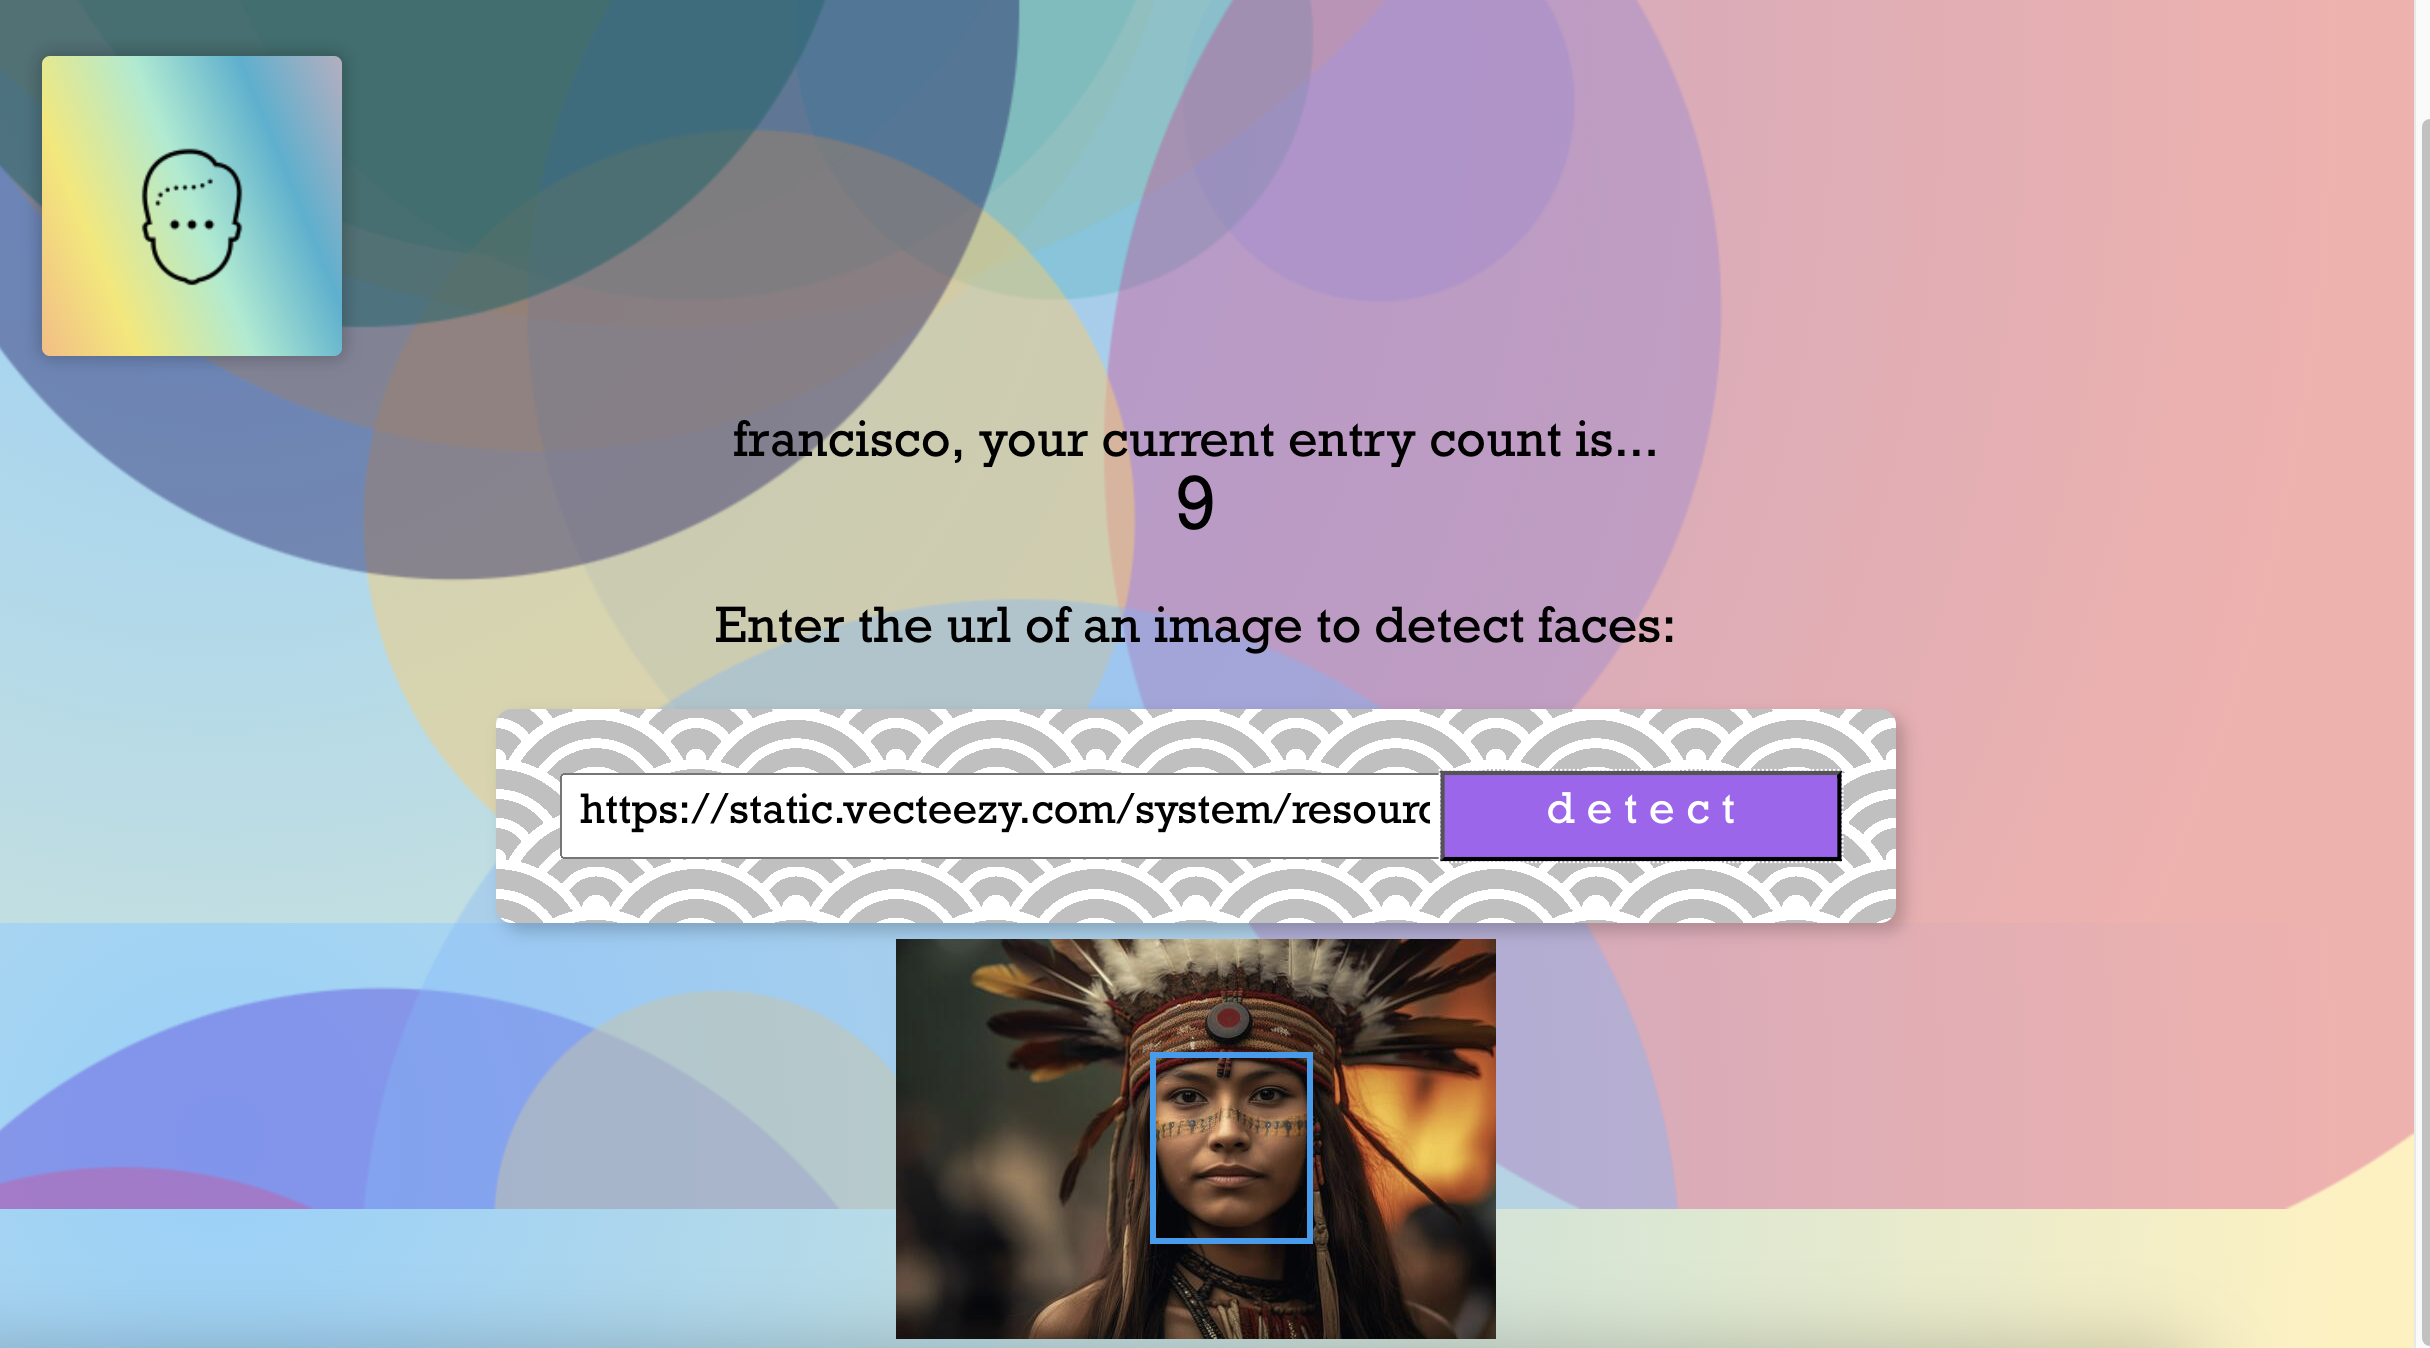 francisco, your current entry count is...
9
Enter the url of an image to detect faces:
https://static.vecteezy.com/system/resourc
detect